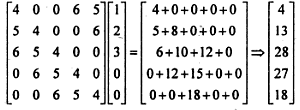 [4 0 0 6 5] [1] = [4+0+0+0+0] ⇒ [4]
[5 4 0 0 6] [2] = [5+8+0+0+0] ⇒ [13]
[6 5 4 0 0] [3] = [6+10+12+0] ⇒ [28]
[0 6 5 4 0] [0] = [0+12+15+0+0] ⇒ [27]
[0 0 6 5 4] [0] = [0+0+18+0+0] ⇒ [18]